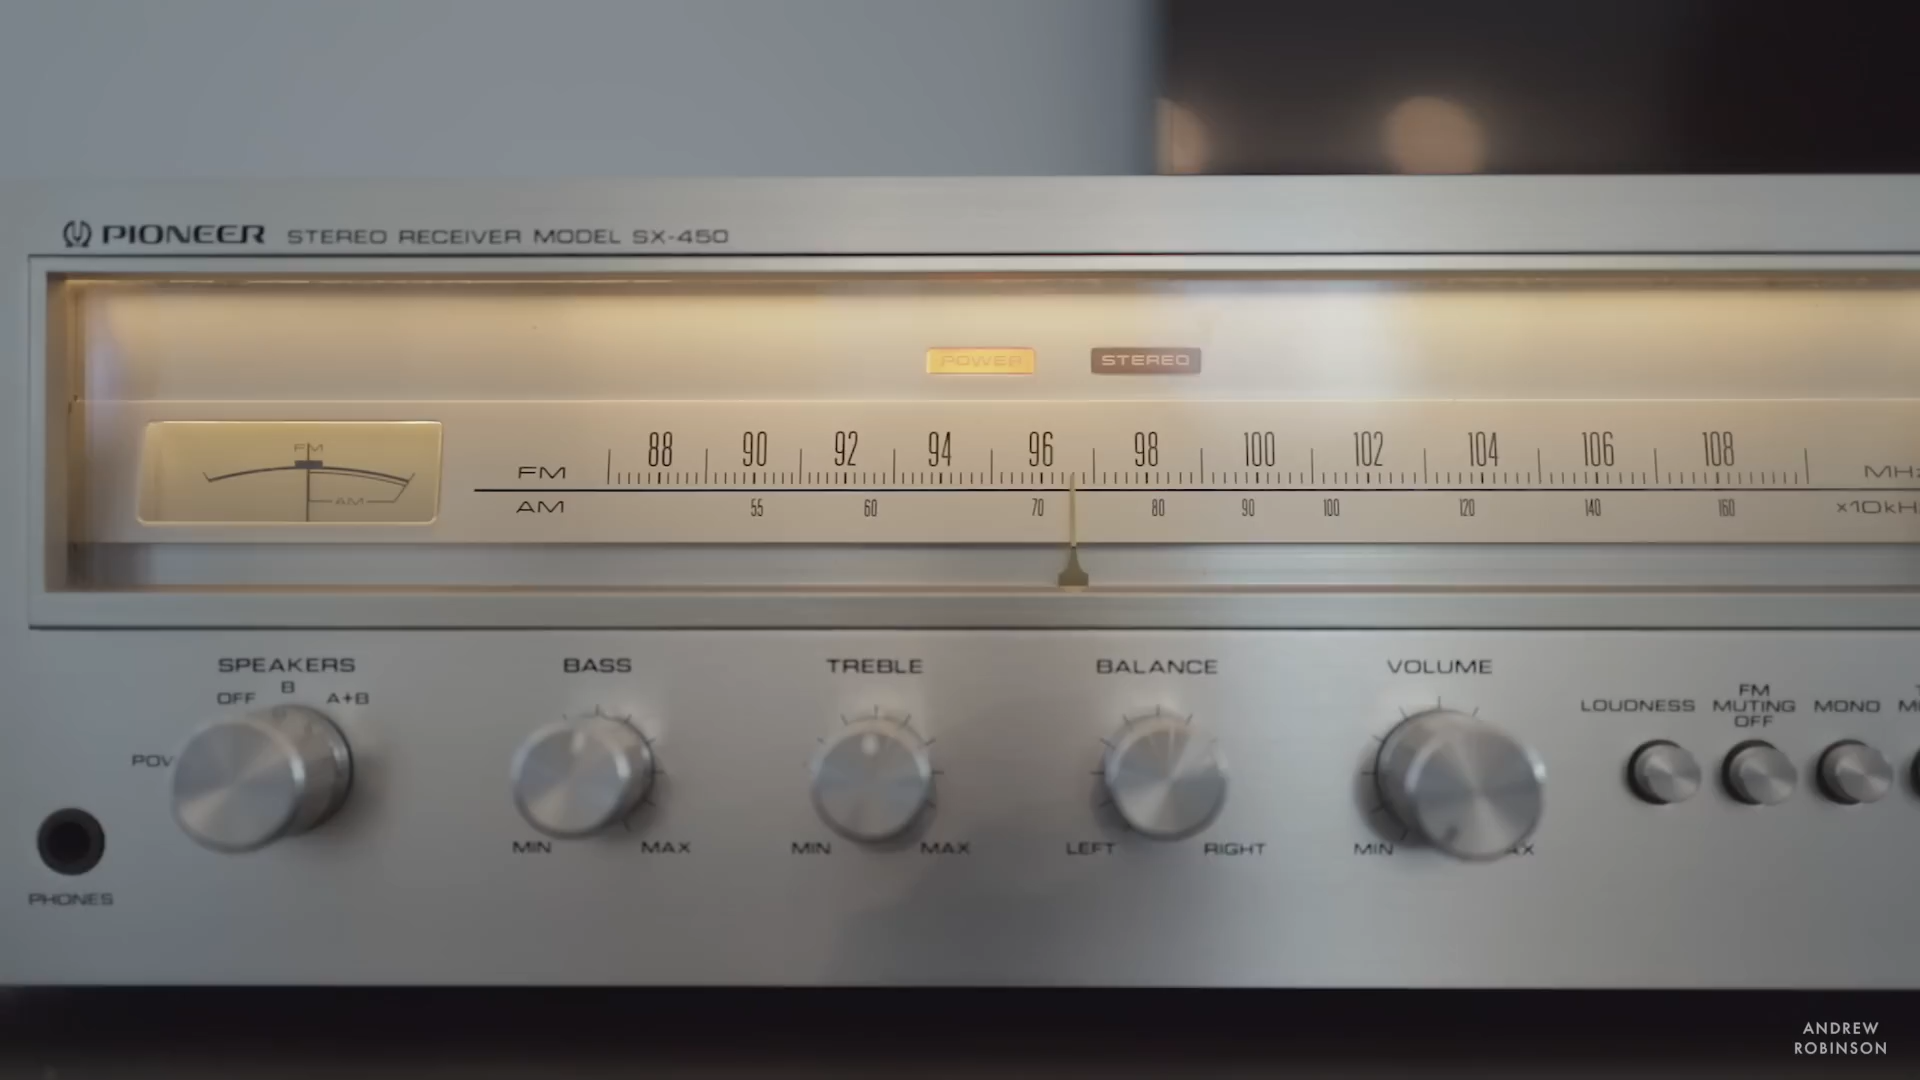 PIONEER STEREO RECEIVER MODEL SX-450
POWER STEREO
FM
AM
88 90 92 94 96 98 100 102 104 106 108
FM MHz
AM 55 60 70 80 90 100 120 140 160 ×10kH
SPEAKERS BASS TREBLE BALANCE VOLUME
OFF B A+B
LOUDNESS
FM
MUTING
OFF
MONO
MIN MAX MIN MAX LEFT RIGHT MIN
PHONES
ANDREW
ROBINSON